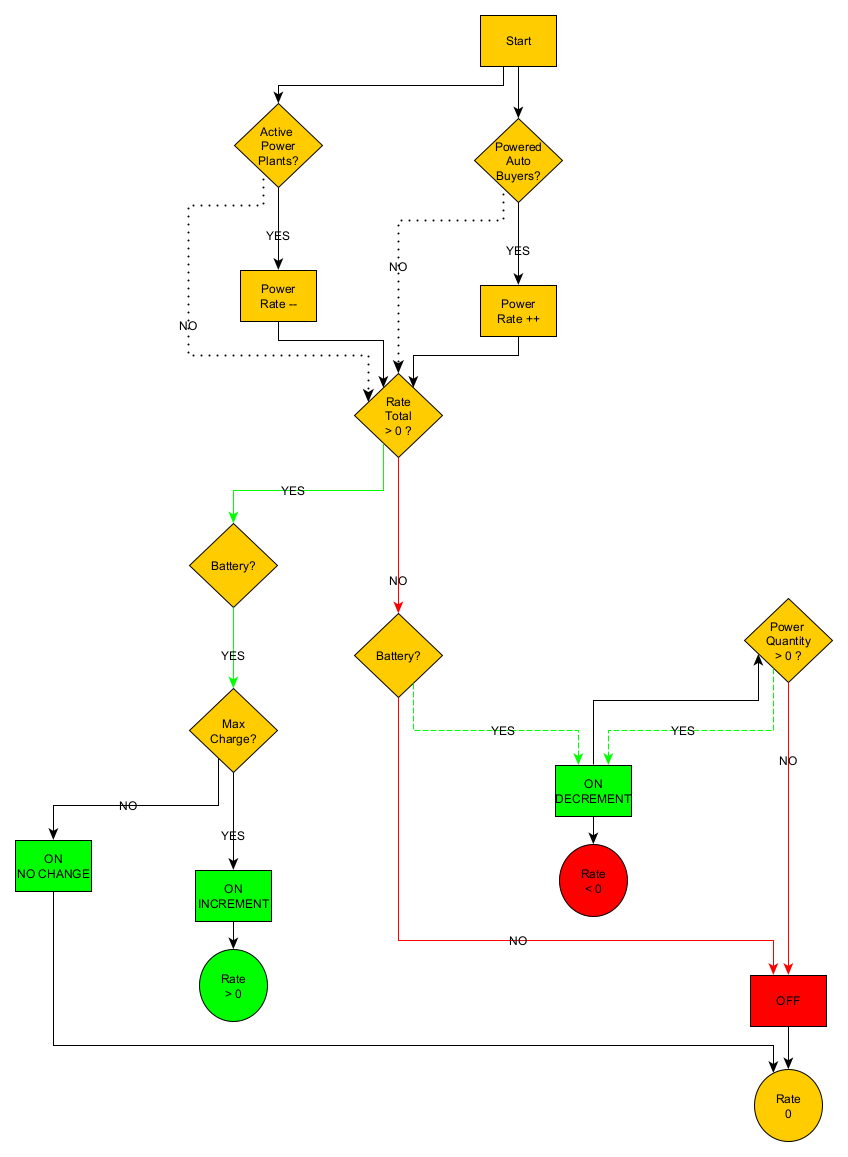 Start
Active
Power
Plants?
Powered
Auto
Buyers?
YES
YES
NO
Power
Rate --
Power
Rate ++
NO
Rate
Total
> 0 ?
YES
Battery?
NO
Power
Quantity
> 0 ?
YES
Battery?
Max
Charge?
YES
YES
NO
ON
DECREMENT
NO
YES
ON
NO CHANGE
Rate
< 0
ON
INCREMENT
NO
Rate
> 0
OFF
Rate
0